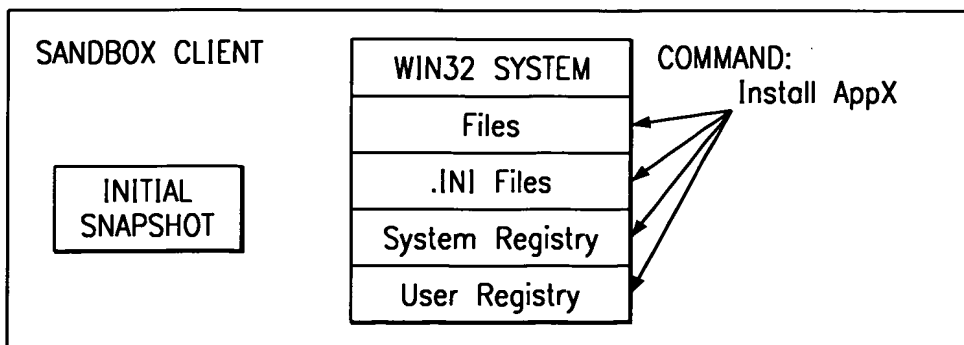 SANDBOX CLIENT
INITIAL
SNAPSHOT
WIN32 SYSTEM
Files
.INI Files
System Registry
User Registry
COMMAND:
Install AppX